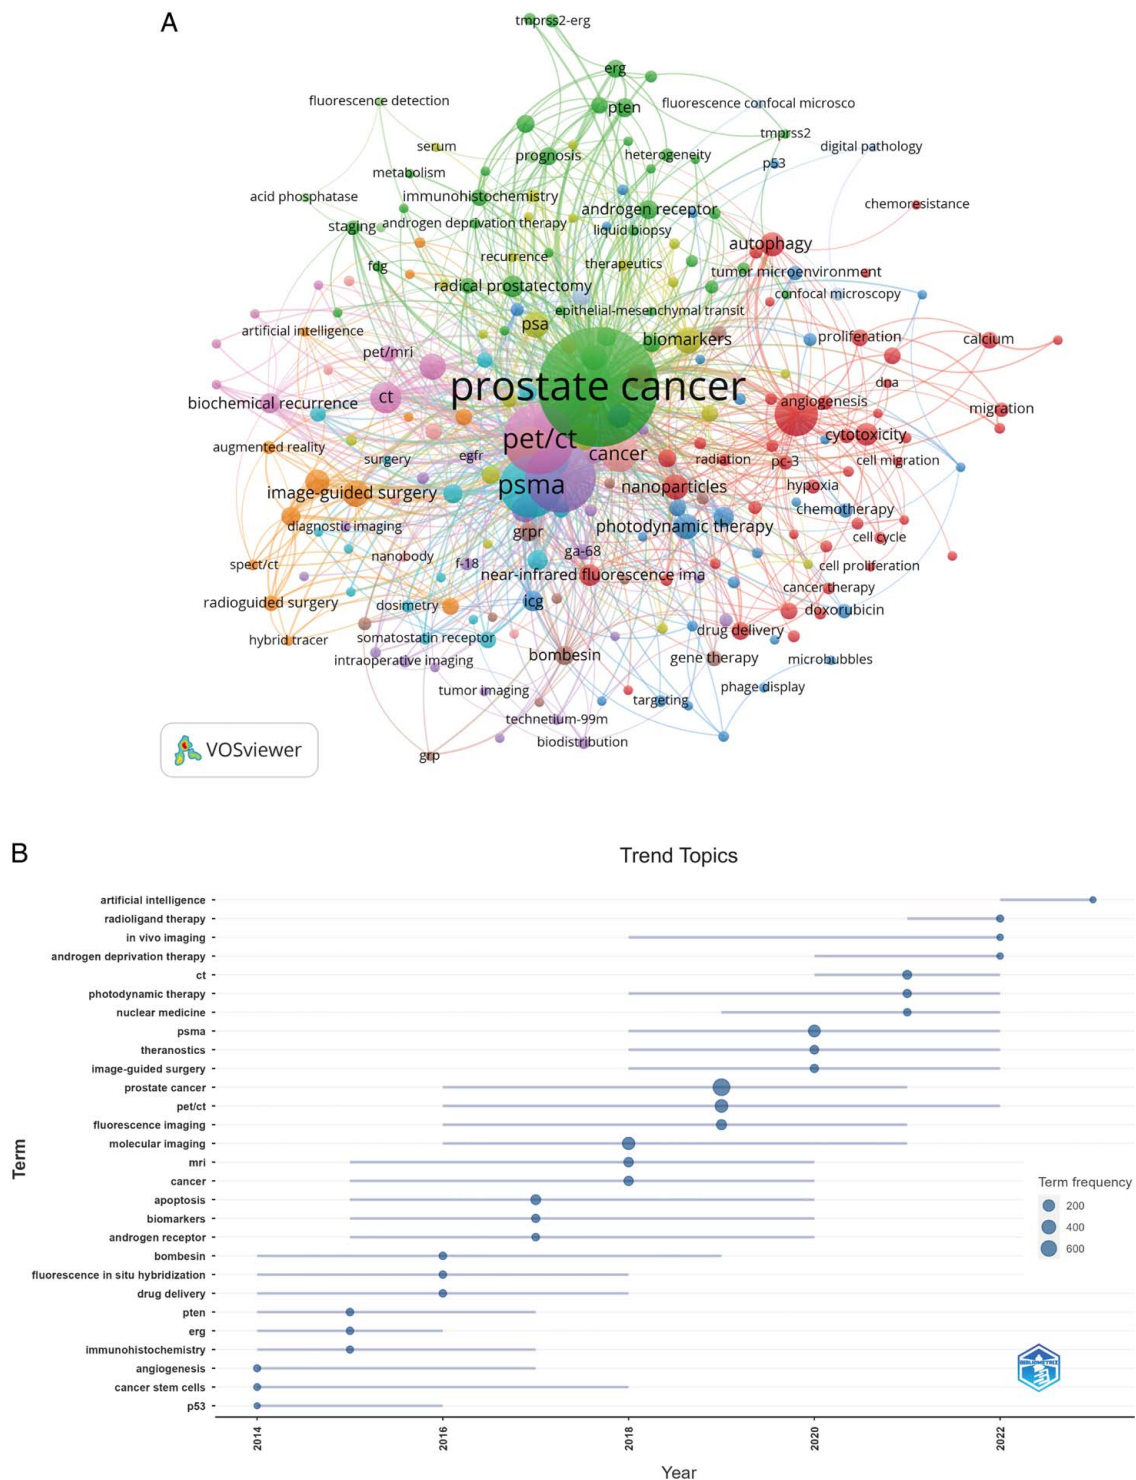 A
tmprss2-erg
erg
fluorescence detection
pten
fluorescence confocal microsco
tmprss2
serum
digital pathology
prognosis
heterogeneity
p53
metabolism
acid phosphatase
immunohistochemistry
chemoresistance
androgen receptor
staging
androgen deprivation therapy
liquid biopsy
autophagy
recurrence
therapeutics
fdg
tumor microenvironment
radical prostatectomy
confocal microscopy
epithelial-mesenchymal transit
artificial intelligence
psa
biomarkers
proliferation
calcium
pet/mri
prostate cancer
dna
biochemical recurrence
ct
angiogenesis
migration
pet/ct
cytotoxicity
augmented reality
surgery
egfr
cancer
radiation
pc-3
cell migration
image-guided surgery
psma
nanoparticles
hypoxia
chemotherapy
diagnostic imaging
grpr
photodynamic therapy
cell cycle
nanobody
ga-68
spect/ct
f-18
near-infrared fluorescence ima
cell proliferation
cancer therapy
radioguided surgery
dosimetry
icg
doxorubicin
hybrid tracer
somatostatin receptor
drug delivery
intraoperative imaging
bombesin
gene therapy
microbubbles
tumor imaging
targeting
phage display
technetium-99m
biodistribution
VOSviewer
grp
B
Trend Topics
artificial intelligence
radioligand therapy
in vivo imaging
androgen deprivation therapy
ct
photodynamic therapy
nuclear medicine
psma
theranostics
image-guided surgery
prostate cancer
pet/ct
fluorescence imaging
molecular imaging
mri
cancer
apoptosis
biomarkers
androgen receptor
bombesin
fluorescence in situ hybridization
drug delivery
pten
erg
immunohistochemistry
angiogenesis
cancer stem cells
p53
Term
Term frequency
200
400
600
BIBLIOMETRIX
2014
2016
2018
2020
2022
Year